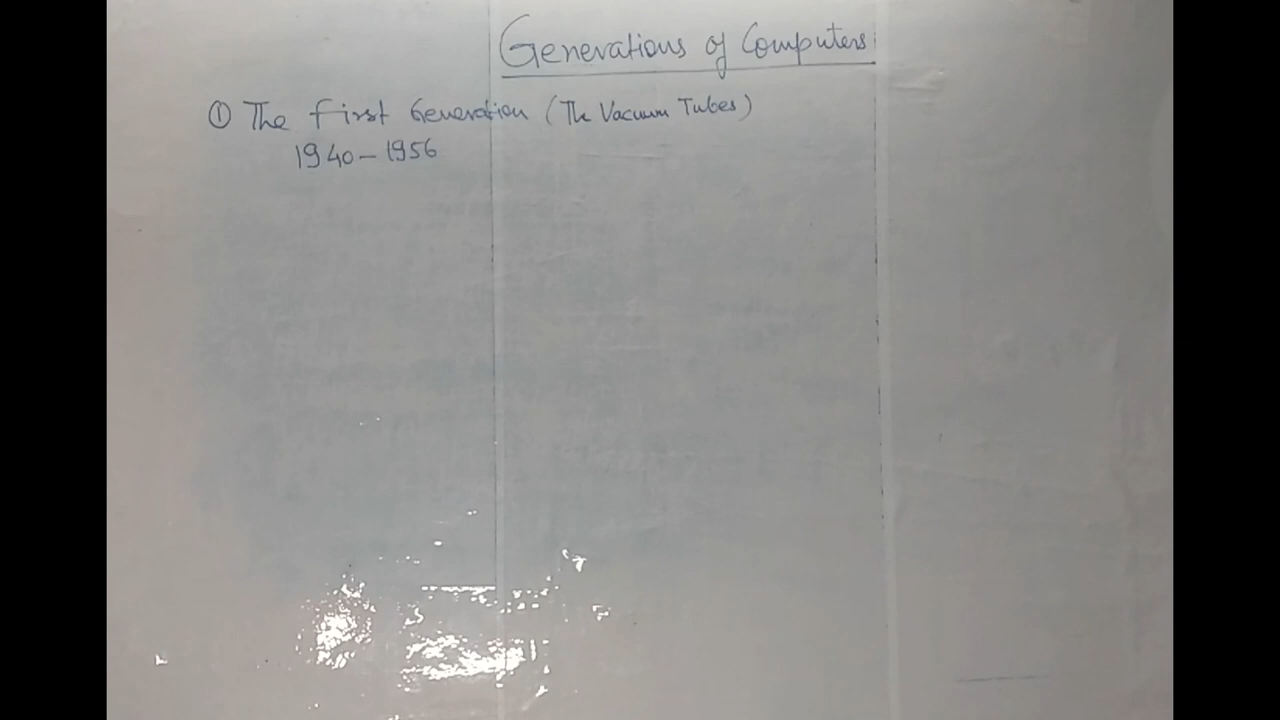 Generations of Computers
① The First Generation (The Vacuum Tubes)
1940-1956